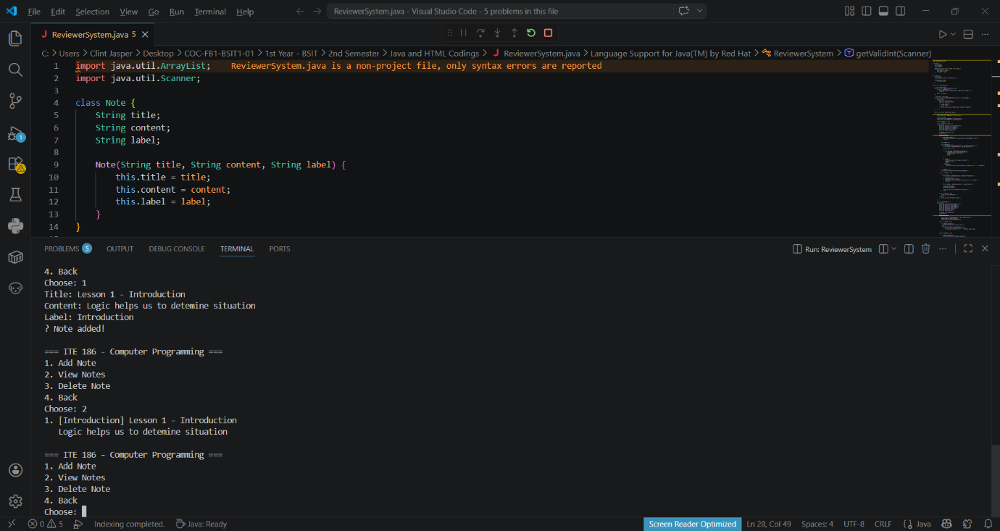 File Edit Selection View Go Run Terminal Help
ReviewerSystem.java - Visual Studio Code - 5 problems in this file
J ReviewerSystem.java 5
C: > Users > Clint Jasper > Desktop > COC-FB1-BSIT1-01 > 1st Year - BSIT > 2nd Semester > Java and HTML Codings > J ReviewerSystem.java > Language Support for Java(TM) by Red Hat > ReviewerSystem > getValidInt(Scanner)
1 import java.util.ArrayList; ReviewerSystem.java is a non-project file, only syntax errors are reported
2 import java.util.Scanner;
3
4 class Note {
5 String title;
6 String content;
7 String label;
8
9 Note(String title, String content, String label) {
10 this.title = title;
11 this.content = content;
12 this.label = label;
13 }
14 }
PROBLEMS 5 OUTPUT DEBUG CONSOLE TERMINAL PORTS
Run: ReviewerSystem
4. Back
Choose: 1
Title: Lesson 1 - Introduction
Content: Logic helps us to detemine situation
Label: Introduction
? Note added!
=== ITE 186 - Computer Programming ===
1. Add Note
2. View Notes
3. Delete Note
4. Back
Choose: 2
1. [Introduction] Lesson 1 - Introduction
Logic helps us to detemine situation
=== ITE 186 - Computer Programming ===
1. Add Note
2. View Notes
3. Delete Note
4. Back
Choose:
0 5 Indexing completed. Java: Ready Screen Reader Optimized Ln 28, Col 49 Spaces: 4 UTF-8 CRLF {} Java